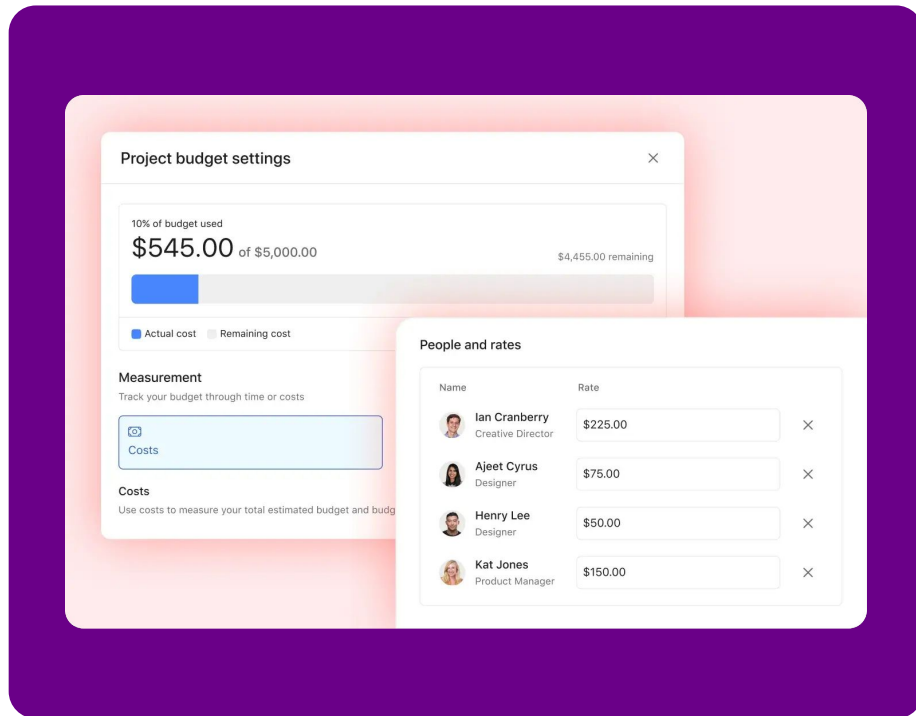 Project budget settings
10% of budget used
$545.00 of $5,000.00
$4,455.00 remaining
Actual cost
Remaining cost
Measurement
Track your budget through time or costs
Costs
Costs
Use costs to measure your total estimated budget and budg
People and rates
Name
Rate
Ian Cranberry
Creative Director
$225.00
Ajeet Cyrus
Designer
$75.00
Henry Lee
Designer
$50.00
Kat Jones
Product Manager
$150.00